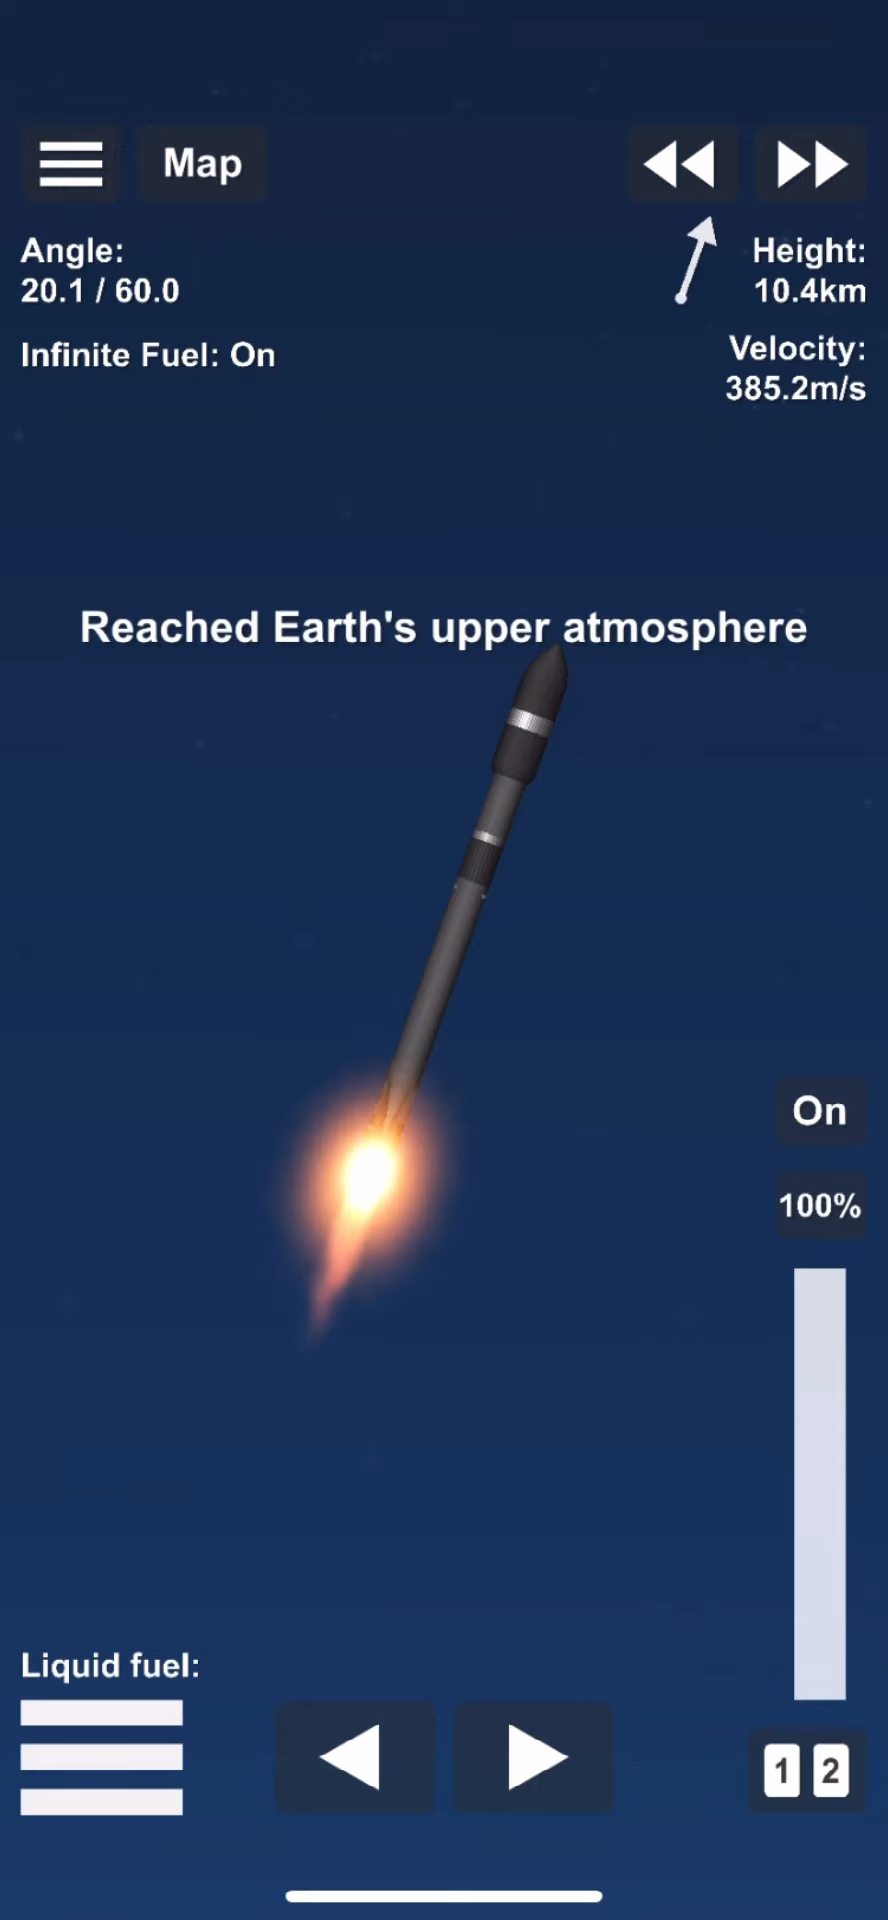 Map
Angle:
20.1 / 60.0
Infinite Fuel: On
Height:
10.4km
Velocity:
385.2m/s
Reached Earth's upper atmosphere
On
100%
Liquid fuel:
1 2